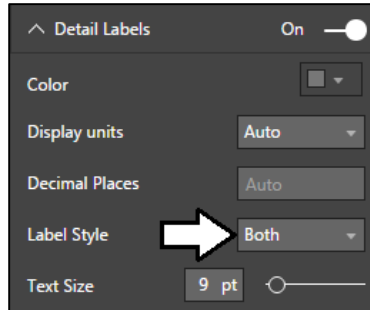 Detail Labels On
Color
Display units Auto
Decimal Places Auto
Label Style Both
Text Size 9 pt